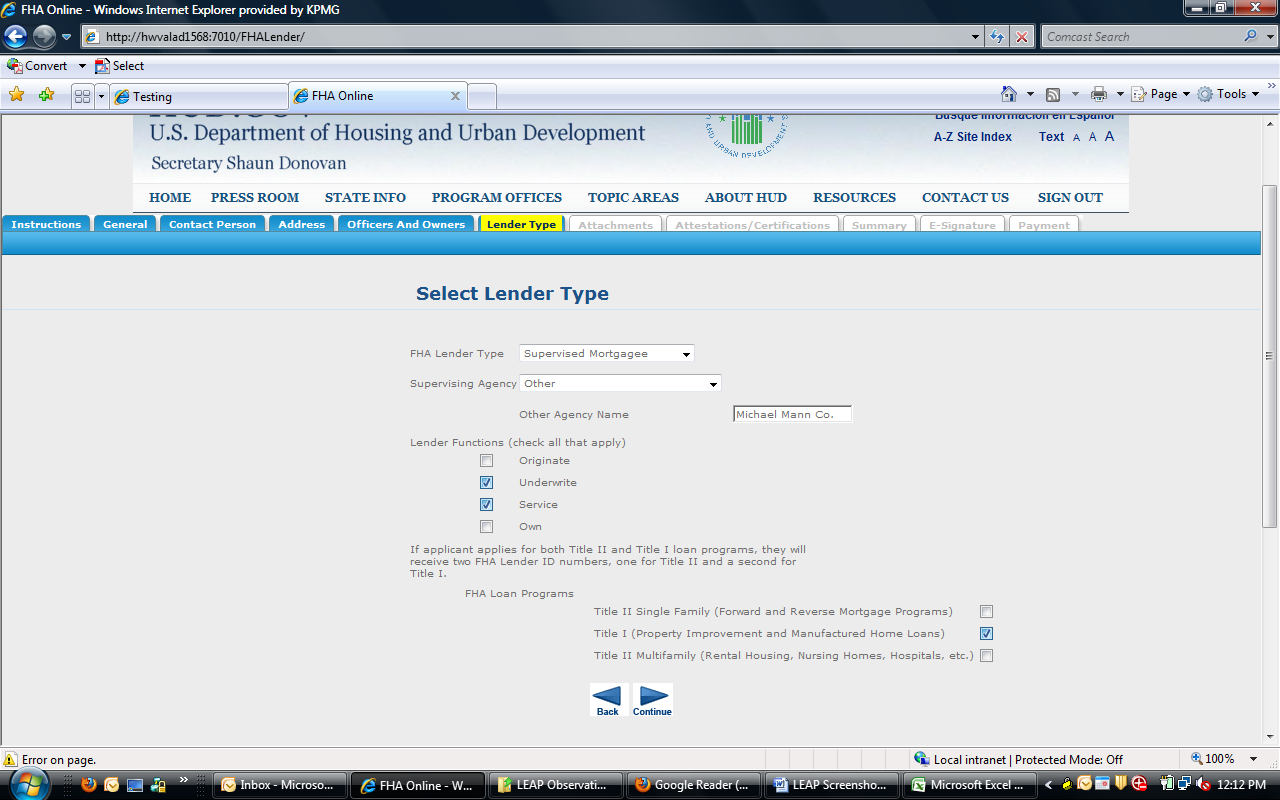 FHA Online - Windows Internet Explorer provided by KPMG
http://hwvalad1568:7010/FHALender/
Comcast Search
Convert Select
Testing FHA Online Page Tools
U.S. Department of Housing and Urban Development
Secretary Shaun Donovan
AND URBAN DEVELOPMENT
Busque Información en Español
A-Z Site Index Text A A A
HOME PRESS ROOM STATE INFO PROGRAM OFFICES TOPIC AREAS ABOUT HUD RESOURCES CONTACT US SIGN OUT
Instructions General Contact Person Address Officers And Owners Lender Type Attachments Attestations/Certifications Summary E-Signature Payment
Select Lender Type
FHA Lender Type Supervised Mortgagee
Supervising Agency Other
Other Agency Name Michael Mann Co.
Lender Functions (check all that apply)
Originate
Underwrite
Service
Own
If applicant applies for both Title II and Title I loan programs, they will
receive two FHA Lender ID numbers, one for Title II and a second for
Title I.
FHA Loan Programs
Title II Single Family (Forward and Reverse Mortgage Programs)
Title I (Property Improvement and Manufactured Home Loans)
Title II Multifamily (Rental Housing, Nursing Homes, Hospitals, etc.)
Back Continue
Error on page. Local intranet | Protected Mode: Off 100%
Inbox - Microso... FHA Online - W... LEAP Observati... Google Reader (... LEAP Screensho... Microsoft Excel ... 12:12 PM